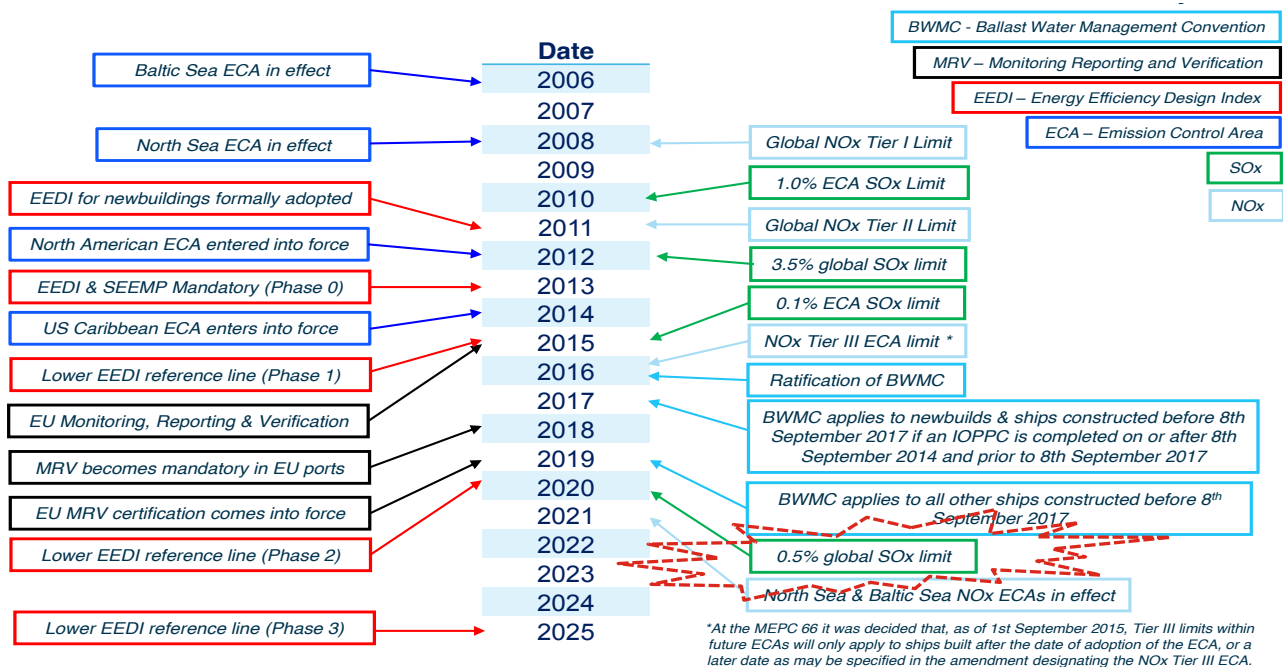 BWMC - Ballast Water Management Convention
MRV – Monitoring Reporting and Verification
EEDI – Energy Efficiency Design Index
ECA – Emission Control Area
SOx
NOx
Date
2006
2007
2008
2009
2010
2011
2012
2013
2014
2015
2016
2017
2018
2019
2020
2021
2022
2023
2024
2025
Baltic Sea ECA in effect
North Sea ECA in effect
EEDI for newbuildings formally adopted
North American ECA entered into force
EEDI & SEEMP Mandatory (Phase 0)
US Caribbean ECA enters into force
Lower EEDI reference line (Phase 1)
EU Monitoring, Reporting & Verification
MRV becomes mandatory in EU ports
EU MRV certification comes into force
Lower EEDI reference line (Phase 2)
Lower EEDI reference line (Phase 3)
Global NOx Tier I Limit
1.0% ECA SOx Limit
Global NOx Tier II Limit
3.5% global SOx limit
0.1% ECA SOx limit
NOx Tier III ECA limit *
Ratification of BWMC
BWMC applies to newbuilds & ships constructed before 8th
September 2017 if an IOPPC is completed on or after 8th
September 2014 and prior to 8th September 2017
BWMC applies to all other ships constructed before 8th
September 2017
0.5% global SOx limit
North Sea & Baltic Sea NOx ECAs in effect
*At the MEPC 66 it was decided that, as of 1st September 2015, Tier III limits within
future ECAs will only apply to ships built after the date of adoption of the ECA, or a
later date as may be specified in the amendment designating the NOx Tier III ECA.